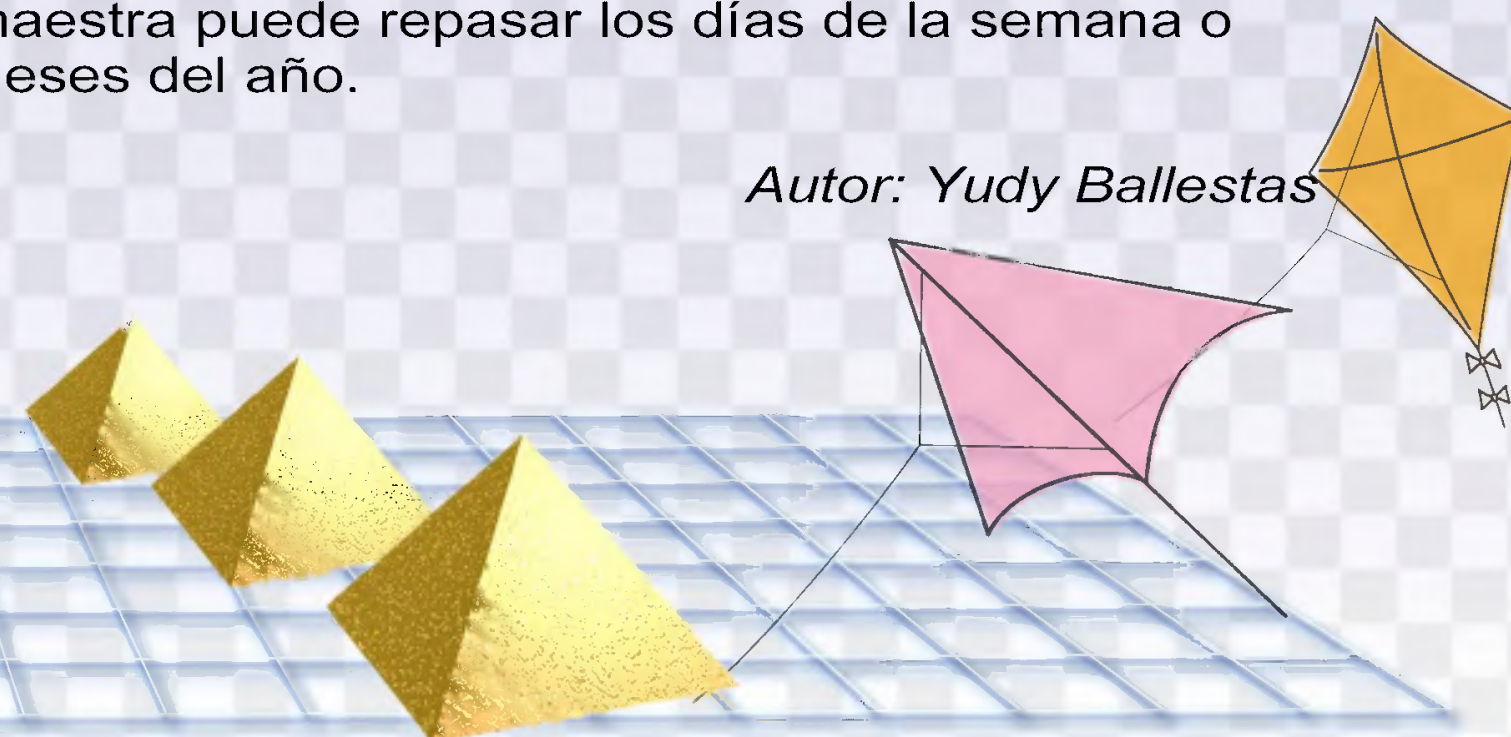 maestra puede repasar los días de la semana o
eses del año.
Autor: Yudy Ballestas